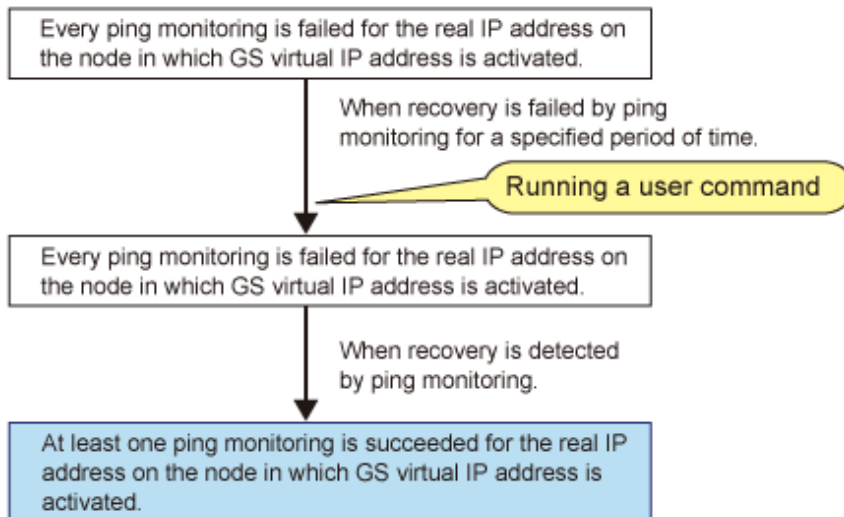 Every ping monitoring is failed for the real IP address on
the node in which GS virtual IP address is activated.
When recovery is failed by ping
monitoring for a specified period of time.
Running a user command
Every ping monitoring is failed for the real IP address on
the node in which GS virtual IP address is activated.
When recovery is detected
by ping monitoring.
At least one ping monitoring is succeeded for the real IP
address on the node in which GS virtual IP address is
activated.